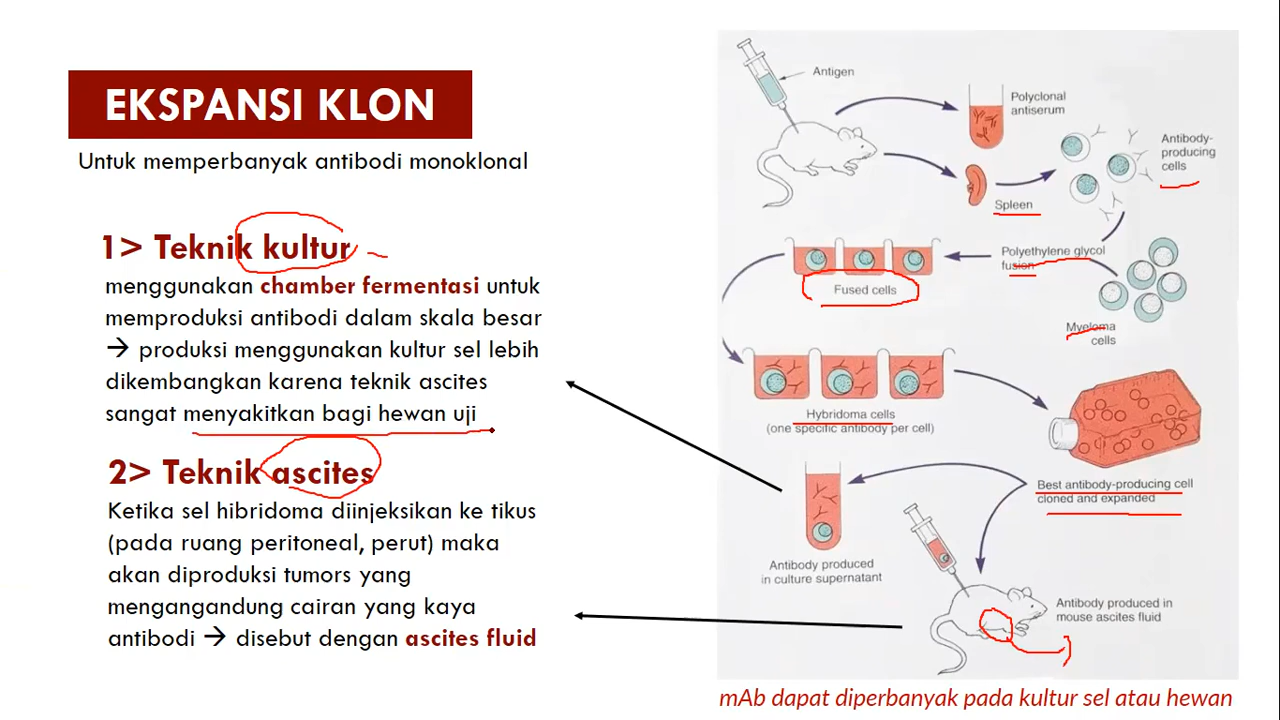 EKSPANSI KLON
Untuk memperbanyak antibodi monoklonal
1> Teknik kultur
menggunakan chamber fermentasi untuk
memproduksi antibodi dalam skala besar
→ produksi menggunakan kultur sel lebih
dikembangkan karena teknik ascites
sangat menyakitkan bagi hewan uji
2> Teknik ascites
Ketika sel hibridoma diinjeksikan ke tikus
(pada ruang peritoneal, perut) maka
akan diproduksi tumors yang
mengangandung cairan yang kaya
antibodi → disebut dengan ascites fluid
Antigen
Polyclonal
antiserum
Antibody-
producing
cells
Spleen
Polyethylene glycol
fusion
Fused cells
Myeloma
cells
Hybridoma cells
(one specific antibody per cell)
Best antibody-producing cell
cloned and expanded
Antibody produced
in culture supernatant
Antibody produced in
mouse ascites fluid
mAb dapat diperbanyak pada kultur sel atau hewan